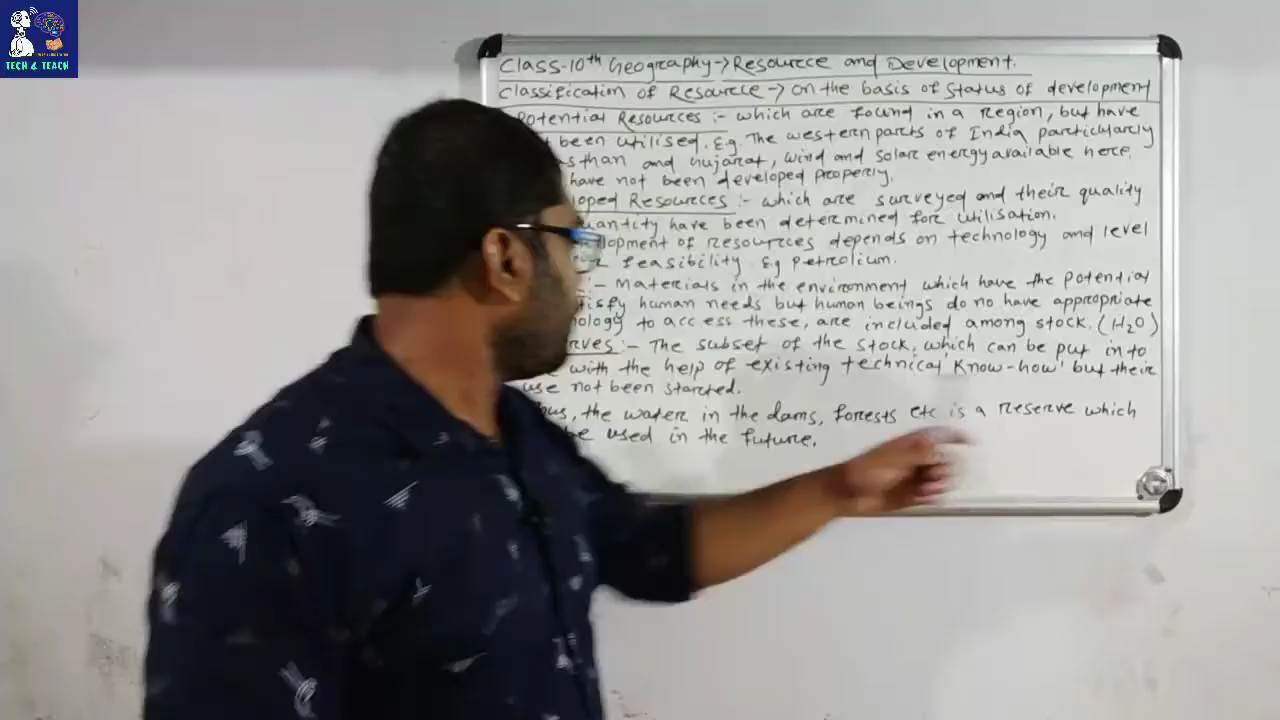 TECH & TEACH
Class-10th Geography→Resource and Development.
Classification of Resource→on the basis of Status of development
Potential Resources :- which are found in a Region, but have
been utilised. E.g. The western parts of India particularly
and Gujarat, wind and solar energy available here
have not been developed properly.
Resources :- which are surveyed and their quality
have been determined for utilisation.
of resources depends on technology and level
feasibility. E.g Petrolium.
:- Materials in the environment which have the potential
human needs but human beings do no have appropriate
to access these, are included among stock. (H2O)
:- The subset of the stock, which can be put in to
with the help of existing technical 'Know-how' but their
use not been started.
the water in the dams, forests etc is a reserve which
be used in the future.